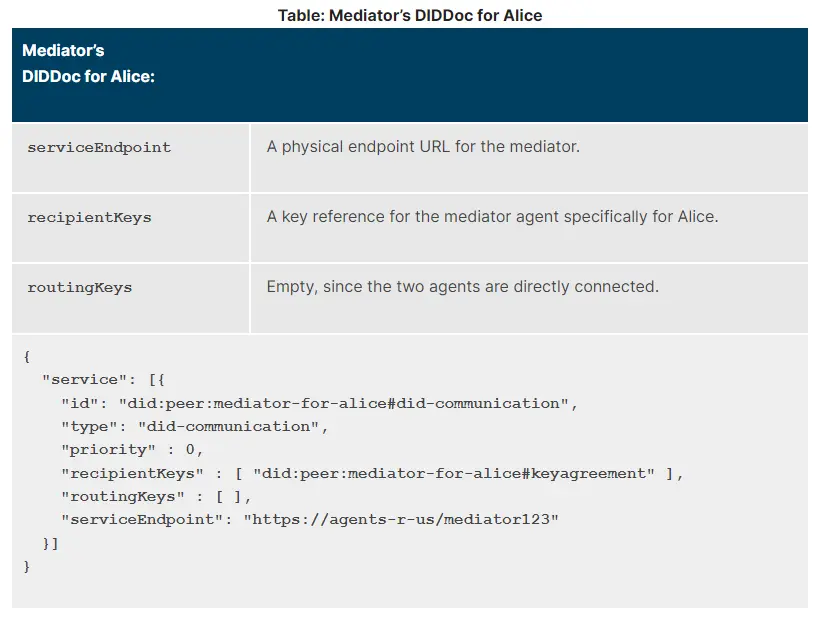 Table: Mediator’s DIDDoc for Alice
Mediator’s
DIDDoc for Alice:
serviceEndpoint
A physical endpoint URL for the mediator.
recipientKeys
A key reference for the mediator agent specifically for Alice.
routingKeys
Empty, since the two agents are directly connected.
{
  "service": [{
    "id": "did:peer:mediator-for-alice#did-communication",
    "type": "did-communication",
    "priority" : 0,
    "recipientKeys" : [ "did:peer:mediator-for-alice#keyagreement" ],
    "routingKeys" : [ ],
    "serviceEndpoint": "https://agents-r-us/mediator123"
  }]
}